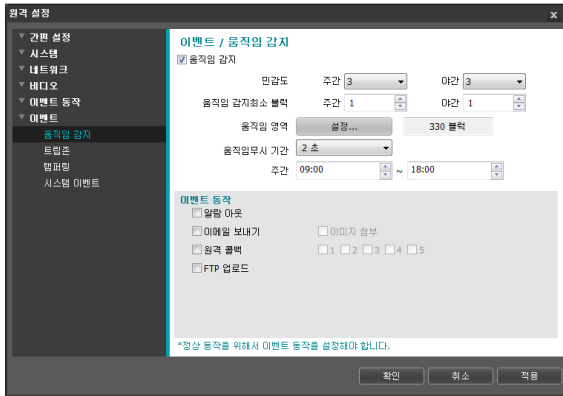 원격 설정 x
간편 설정
시스템
네트워크
비디오
이벤트 동작
이벤트
움직임 감지
트립존
탬퍼링
시스템 이벤트
이벤트 / 움직임 감지
움직임 감지
민감도 주간 3 야간 3
움직임 감지최소 블럭 주간 1 야간 1
움직임 영역 설정... 330 블럭
움직임무시 기간 2 초
주간 09:00 ~ 18:00
이벤트 동작
알람 아웃
이메일 보내기 이미지 첨부
원격 콜백 1 2 3 4 5
FTP 업로드
*정상 동작을 위해서 이벤트 동작을 설정해야 합니다.
확인 취소 적용